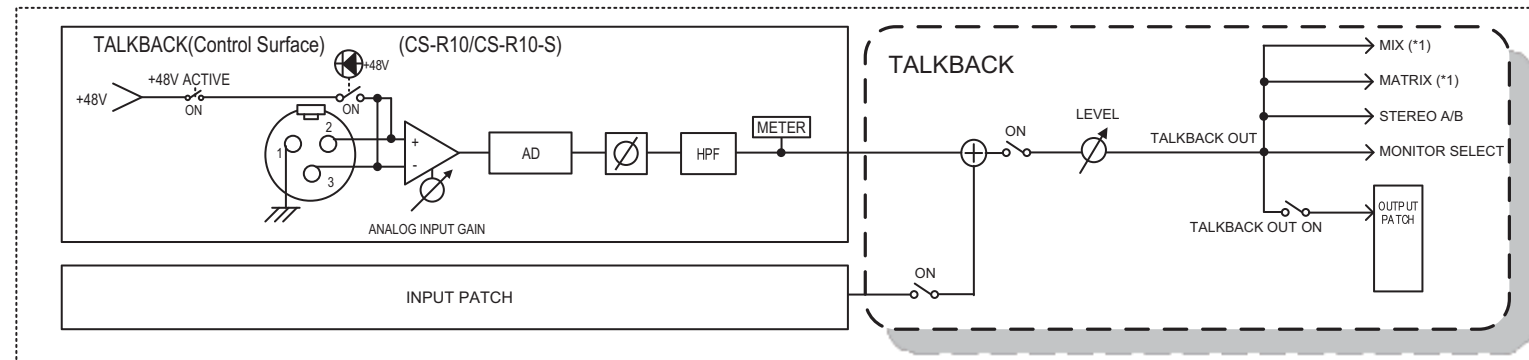 TALKBACK(Control Surface) (CS-R10/CS-R10-S)
+48V
+48V ACTIVE
ON
+48V
ON
1
2
3
+
-
ANALOG INPUT GAIN
AD
Ø
HPF
METER
INPUT PATCH
ON
TALKBACK
ON
LEVEL
TALKBACK OUT
MIX (*1)
MATRIX (*1)
STEREO A/B
MONITOR SELECT
TALKBACK OUT ON
OUTPUT
PATCH